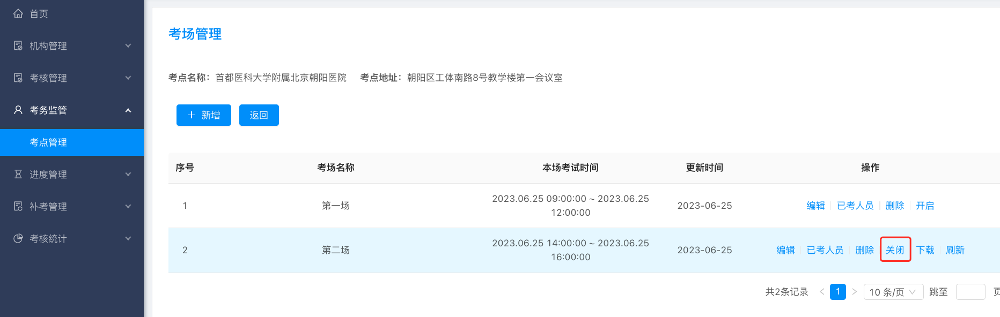 首页
机构管理
考核管理
考务监管
考点管理
进度管理
补考管理
考核统计
考场管理
考点名称：首都医科大学附属北京朝阳医院 考点地址：朝阳区工体南路8号教学楼第一会议室
新增 返回
序号 考场名称 本场考试时间 更新时间 操作
1 第一场 2023.06.25 09:00:00 ~ 2023.06.25 12:00:00 2023-06-25 编辑 已考人员 删除 开启
2 第二场 2023.06.25 14:00:00 ~ 2023.06.25 16:00:00 2023-06-25 编辑 已考人员 删除 关闭 下载 刷新
共2条记录 < 1 > 10 条/页 跳至 页